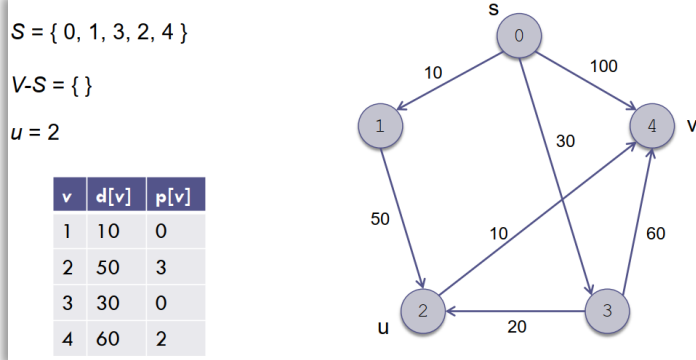 S = { 0, 1, 3, 2, 4 }
V-S = { }
u = 2
v d[v] p[v]
1 10 0
2 50 3
3 30 0
4 60 2
s
0
10
100
1
4
v
30
50
10
60
2
3
u
20